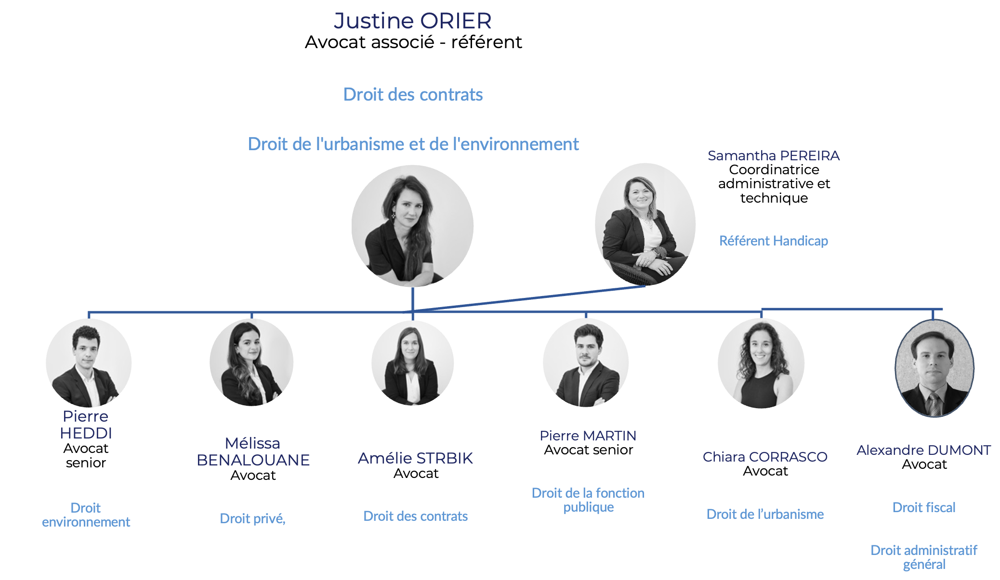 Justine ORIER
Avocat associé - référent
Droit des contrats
Droit de l'urbanisme et de l'environnement
Samantha PEREIRA
Coordinatrice
administrative et
technique
Référent Handicap
Pierre
HEDDI
Avocat
senior
Droit
environnement
Mélissa
BENALOUANE
Avocat
Droit privé,
Amélie STRBIK
Avocat
Droit des contrats
Pierre MARTIN
Avocat senior
Droit de la fonction
publique
Chiara CORRASCO
Avocat
Droit de l’urbanisme
Alexandre DUMONT
Avocat
Droit fiscal
Droit administratif
général